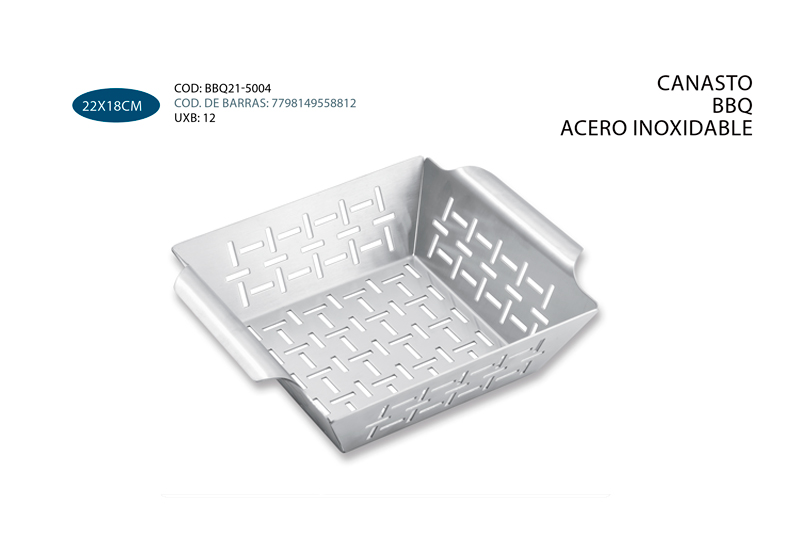 22X18CM
COD: BBQ21-5004
COD. DE BARRAS: 7798149558812
UXB: 12
CANASTO
BBQ
ACERO INOXIDABLE